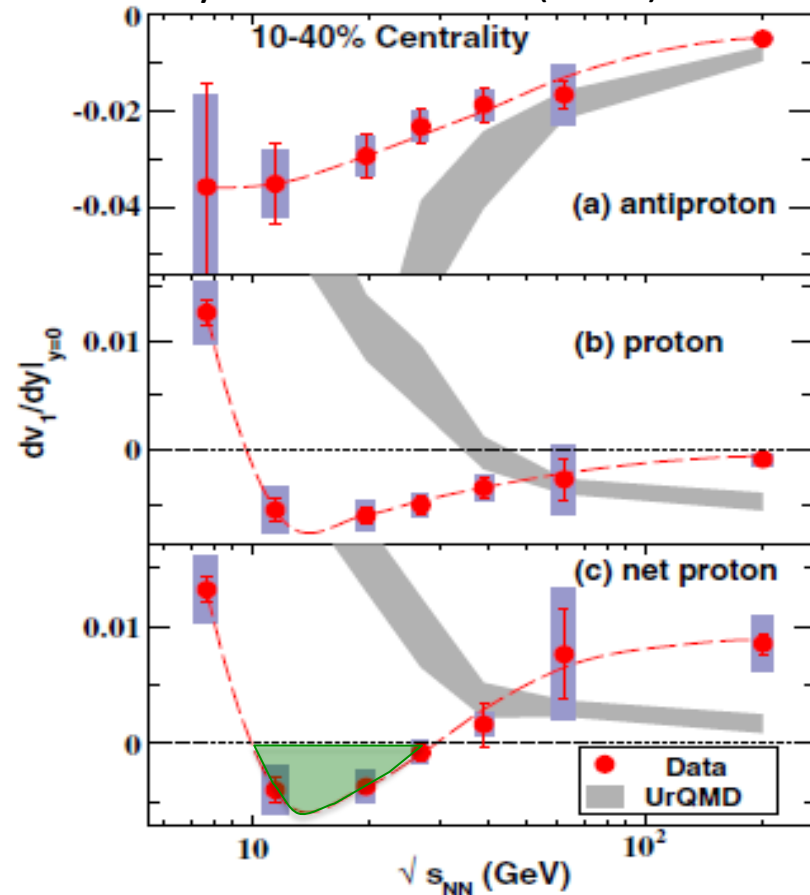 0
10-40% Centrality
-0.02
-0.04
(a) antiproton
0.01
(b) proton
0
dv₁/dy|y=0
(c) net proton
0.01
0
Data
UrQMD
10
10²
√ sNN (GeV)